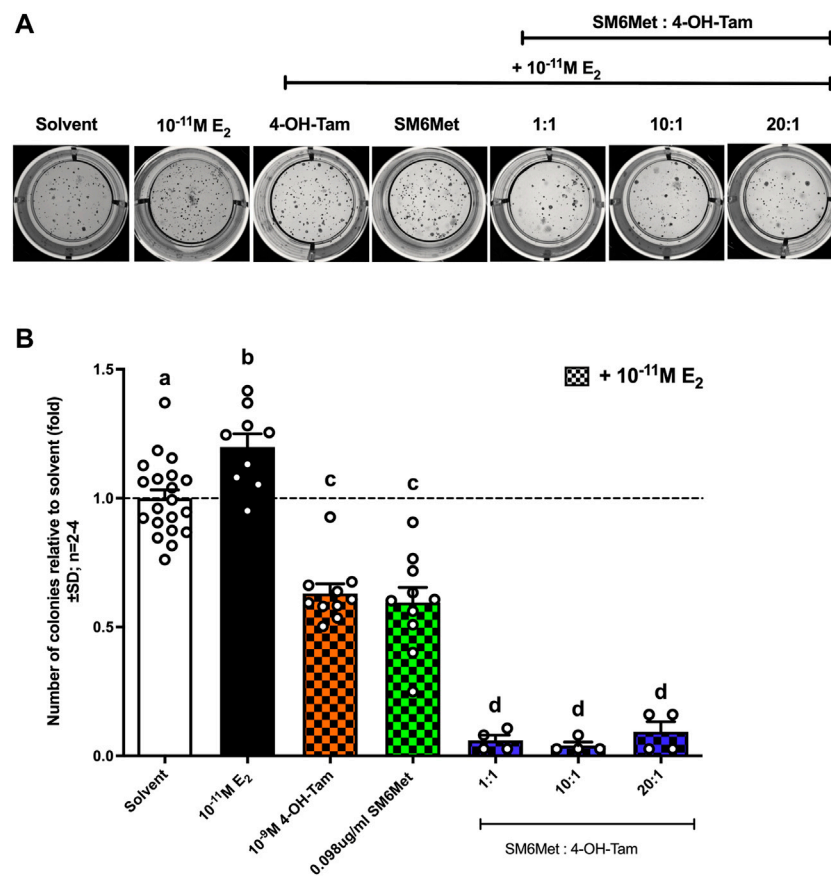 A
SM6Met : 4-OH-Tam
+ 10⁻¹¹M E₂
Solvent 10⁻¹¹M E₂ 4-OH-Tam SM6Met 1:1 10:1 20:1
B
Number of colonies relative to solvent (fold)
±SD; n=2-4
1.5
1.0
0.5
0.0
a
b
c
c
d
d
d
+ 10⁻¹¹M E₂
Solvent
10⁻¹¹M E₂
10⁻⁹M 4-OH-Tam
0.098ug/ml SM6Met
1:1
10:1
20:1
SM6Met : 4-OH-Tam